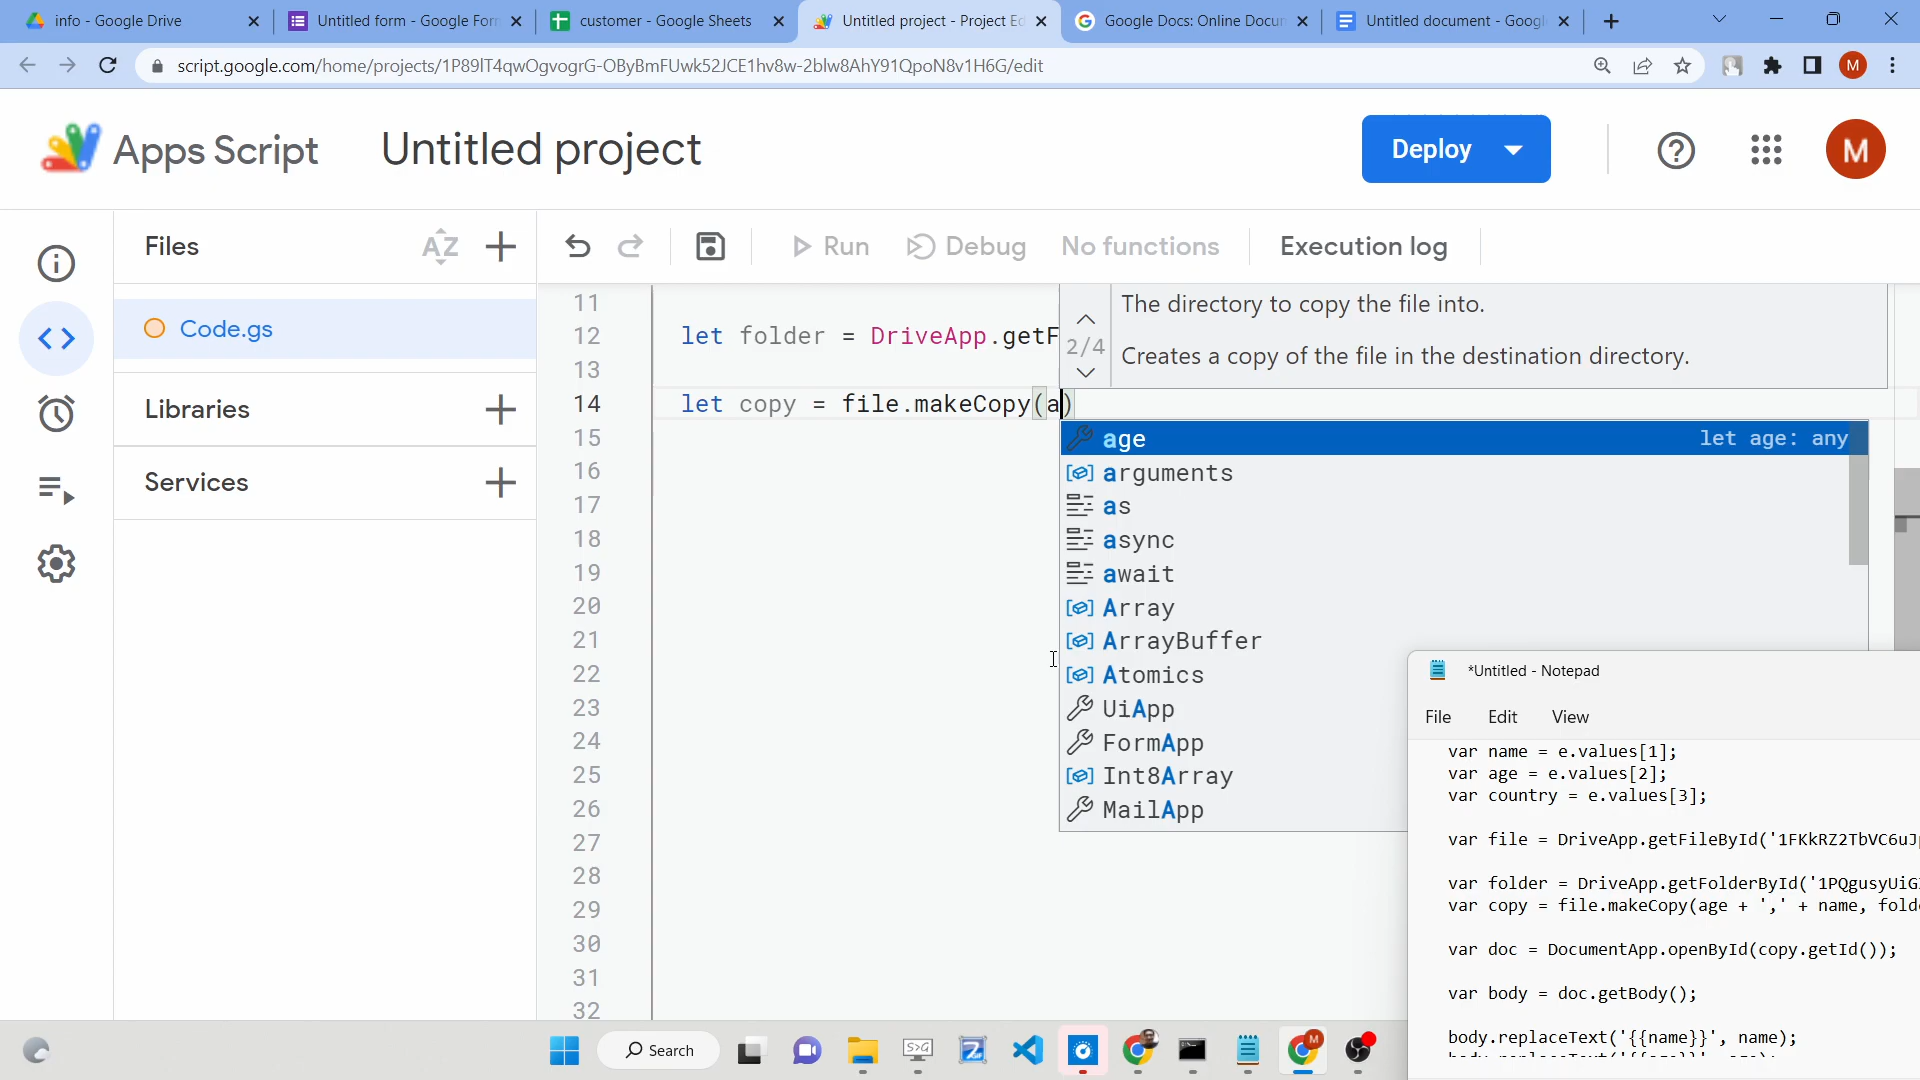 info - Google Drive
Untitled form - Google Forn
customer - Google Sheets
Untitled project - Project Ed
Google Docs: Online Docun
Untitled document - Googl
script.google.com/home/projects/1P89lT4qwOgvogrG-OByBmFUwk52JCE1hv8w-2blw8AhY91QpoN8v1H6G/edit
M
Apps Script
Untitled project
Deploy
M
Files
AZ
Run
Debug
No functions
Execution log
Code.gs
Libraries
Services
11
12 let folder = DriveApp.getF
13
14 let copy = file.makeCopy(a)
15
16
17
18
19
20
21
22
23
24
25
26
27
28
29
30
31
32
2/4
The directory to copy the file into.
Creates a copy of the file in the destination directory.
age let age: any
arguments
as
async
await
Array
ArrayBuffer
Atomics
UiApp
FormApp
Int8Array
MailApp
*Untitled - Notepad
File Edit View
var name = e.values[1];
var age = e.values[2];
var country = e.values[3];
var file = DriveApp.getFileById('1FKkRZ2TbVC6uJ
var folder = DriveApp.getFolderById('1PQgusyUiG
var copy = file.makeCopy(age + ',' + name, fold
var doc = DocumentApp.openById(copy.getId());
var body = doc.getBody();
body.replaceText('{{name}}', name);
Search
M